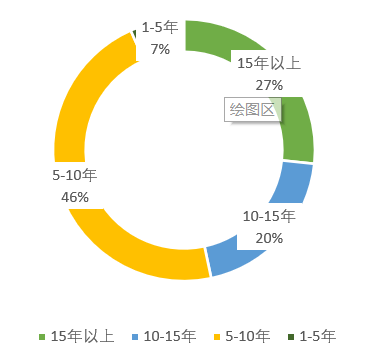 1-5年
7%
15年以上
27%
绘图区
5-10年
46%
10-15年
20%
15年以上 10-15年 5-10年 1-5年